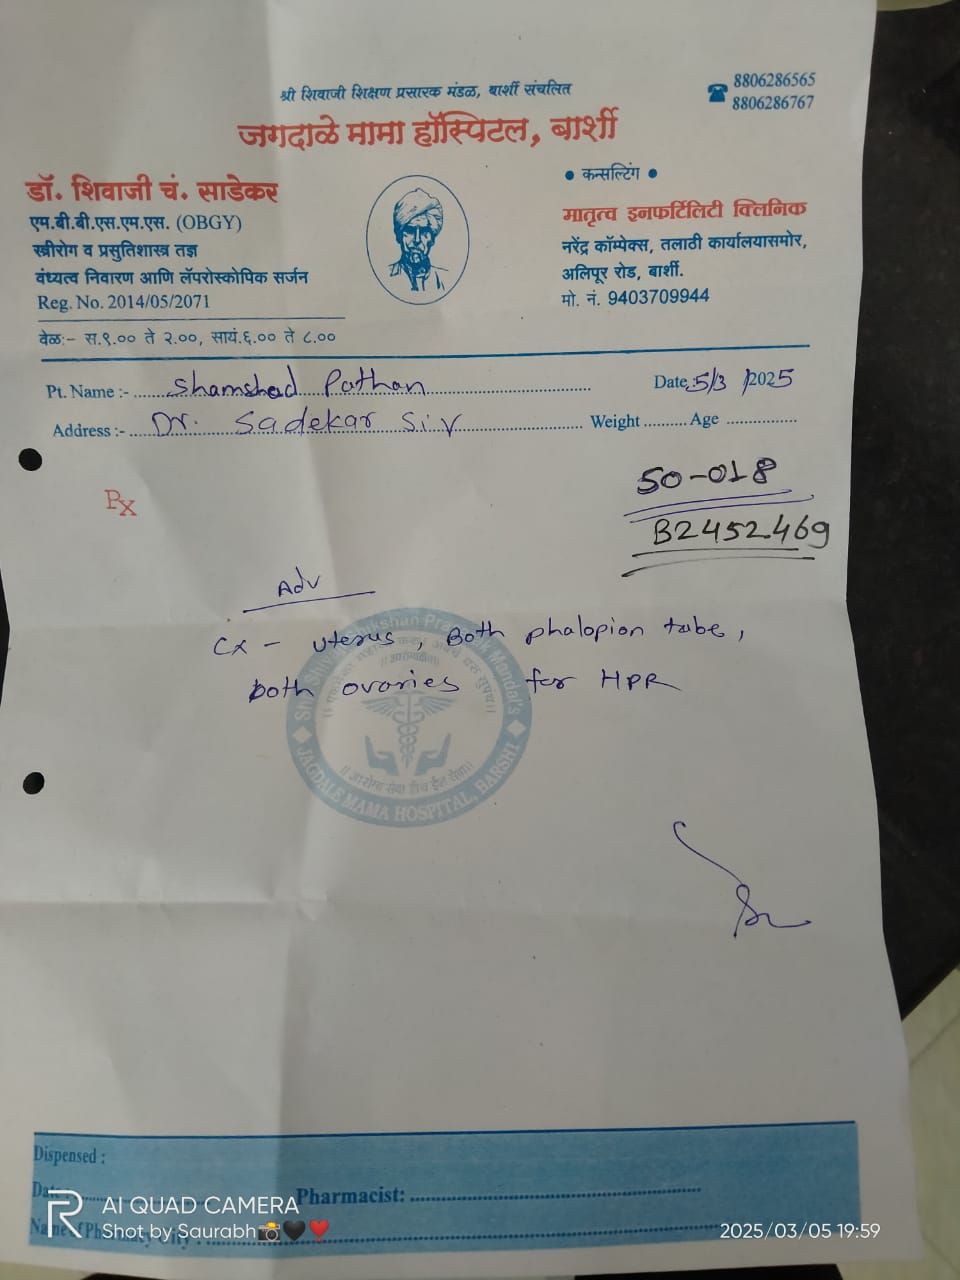 श्री शिवाजी शिक्षण प्रसारक मंडळ, बार्शी संचलित
8806286565
8806286767
जगदाळे मामा हॉस्पिटल, बार्शी
डॉ. शिवाजी चं. साडेकर
एम.बी.बी.एस.एम.एस. (OBGY)
स्त्रीरोग व प्रसुतिशास्त्र तज्ञ
वंध्यत्व निवारण आणि लॅपरोस्कोपिक सर्जन
Reg. No. 2014/05/2071
वेळ:- स.९.०० ते २.००, सायं.६.०० ते ८.००
• कन्सल्टिंग •
मातृत्व इनफर्टिलिटी क्लिनिक
नरेंद्र कॉम्पेक्स, तलाठी कार्यालयासमोर,
अलिपूर रोड, बार्शी.
मो. नं. 9403709944
Pt. Name :- Shamshad Pathan Date 5/3/2025
Address :- Dr. Sadekar S.V Weight .......... Age ..........
Rx
SO-018
B2452469
Adv
Cx - uterus, Both phalopion tube,
both ovaries for HPR
JAGDALE MAMA HOSPITAL, BARSHI
Dispensed :
Pharmacist:
AI QUAD CAMERA
Shot by Saurabh📸🖤❤️
2025/03/05 19:59